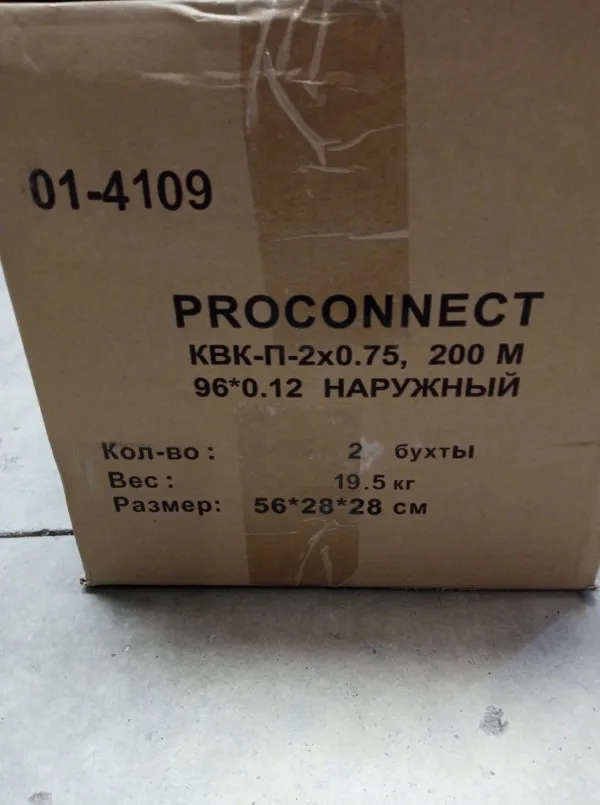 01-4109
PROCONNECT
КВК-П-2х0.75, 200 М
96*0.12 НАРУЖНЫЙ
Кол-во: 2 бухты
Вес: 19.5 кг
Размер: 56*28*28 см